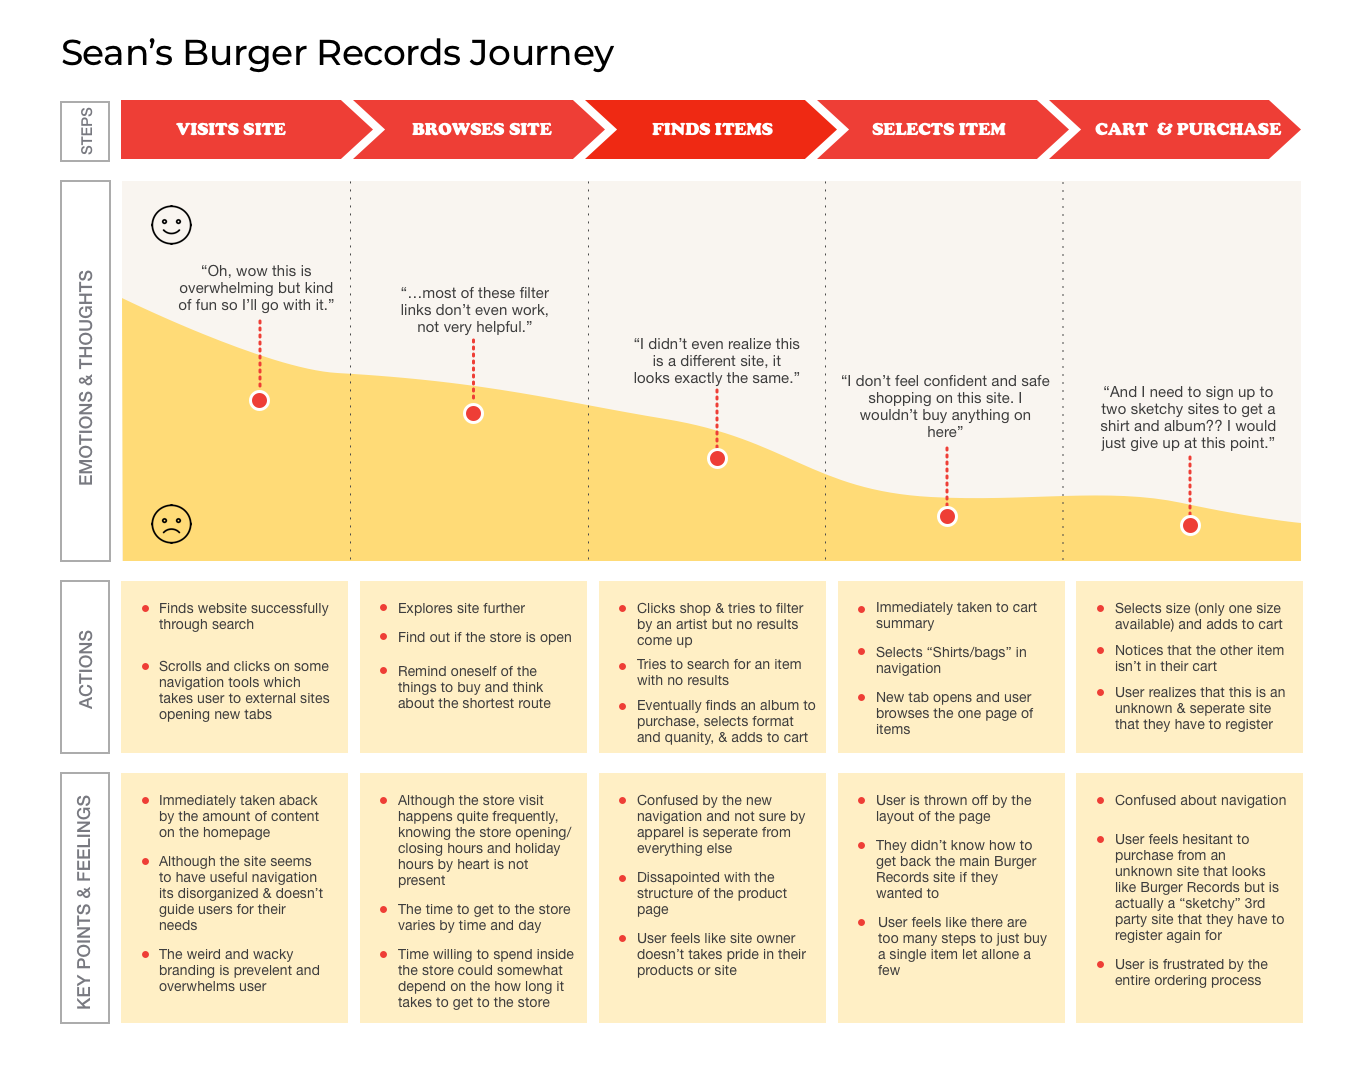 Sean’s Burger Records Journey
STEPS
VISITS SITE
BROWSES SITE
FINDS ITEMS
SELECTS ITEM
CART & PURCHASE
EMOTIONS & THOUGHTS
“Oh, wow this is
overwhelming but kind
of fun so I’ll go with it.”
“…most of these filter
links don’t even work,
not very helpful.”
“I didn’t even realize this
is a different site, it
looks exactly the same.”
“I don’t feel confident and safe
shopping on this site. I
wouldn’t buy anything on
here”
“And I need to sign up to
two sketchy sites to get a
shirt and album?? I would
just give up at this point.”
ACTIONS
Finds website successfully
through search
Scrolls and clicks on some
navigation tools which
takes user to external sites
opening new tabs
Explores site further
Find out if the store is open
Remind oneself of the
things to buy and think
about the shortest route
Clicks shop & tries to filter
by an artist but no results
come up
Tries to search for an item
with no results
Eventually finds an album to
purchase, selects format
and quanity, & adds to cart
Immediately taken to cart
summary
Selects “Shirts/bags” in
navigation
New tab opens and user
browses the one page of
items
Selects size (only one size
available) and adds to cart
Notices that the other item
isn’t in their cart
User realizes that this is an
unknown & seperate site
that they have to register
KEY POINTS & FEELINGS
Immediately taken aback
by the amount of content
on the homepage
Although the site seems
to have useful navigation
its disorganized & doesn’t
guide users for their
needs
The weird and wacky
branding is prevelent and
overwhelms user
Although the store visit
happens quite frequently,
knowing the store opening/
closing hours and holiday
hours by heart is not
present
The time to get to the store
varies by time and day
Time willing to spend inside
the store could somewhat
depend on the how long it
takes to get to the store
Confused by the new
navigation and not sure by
apparel is seperate from
everything else
Dissapointed with the
structure of the product
page
User feels like site owner
doesn’t takes pride in their
products or site
User is thrown off by the
layout of the page
They didn’t know how to
get back the main Burger
Records site if they
wanted to
User feels like there are
too many steps to just buy
a single item let allone a
few
Confused about navigation
User feels hesitant to
purchase from an
unknown site that looks
like Burger Records but is
actually a “sketchy” 3rd
party site that they have to
register again for
User is frustrated by the
entire ordering process